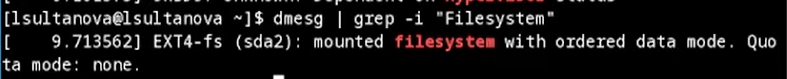 [lsultanova@lsultanova ~]$ dmesg | grep -i "Filesystem"
[    9.713562] EXT4-fs (sda2): mounted filesystem with ordered data mode. Quo
ta mode: none.